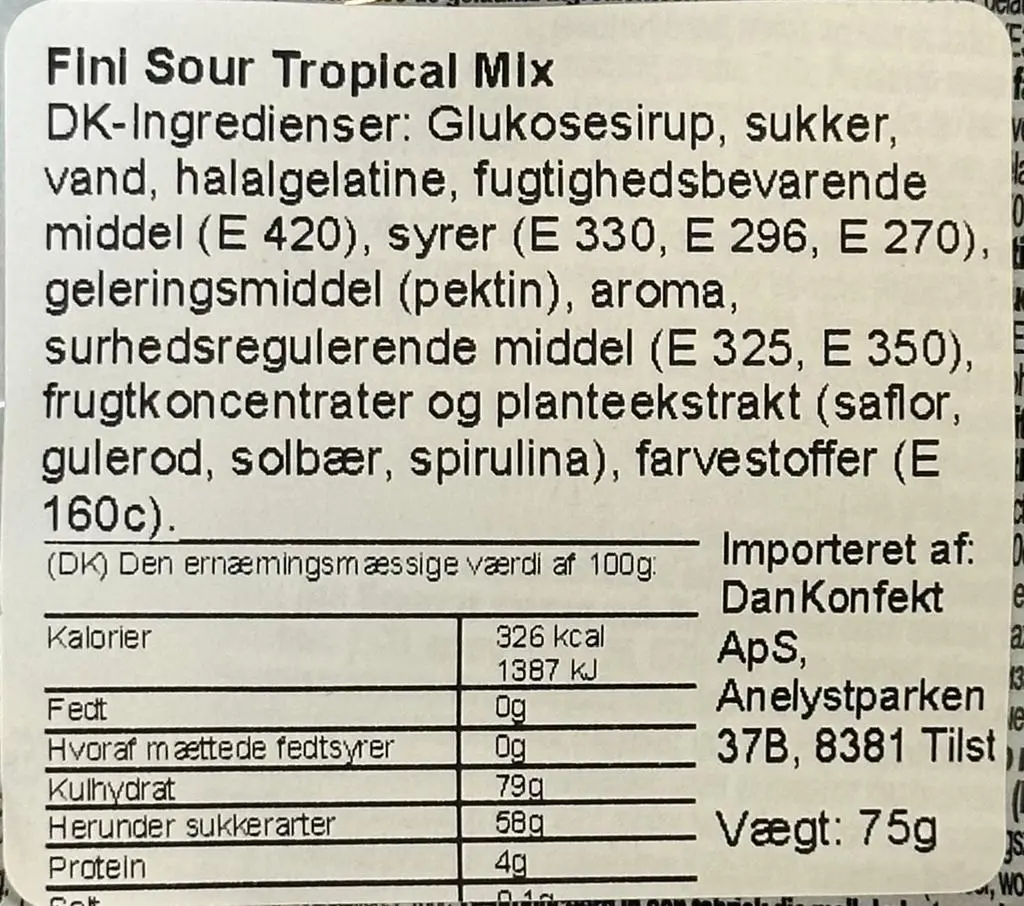 Fini Sour Tropical Mix
DK-Ingredienser: Glukosesirup, sukker,
vand, halalgelatine, fugtighedsbevarende
middel (E 420), syrer (E 330, E 296, E 270),
geleringsmiddel (pektin), aroma,
surhedsregulerende middel (E 325, E 350),
frugtkoncentrater og planteekstrakt (saflor,
gulerod, solbær, spirulina), farvestoffer (E
160c).
(DK) Den ernæmingsmæssige værdi af 100g:
Kalorier 326 kcal
1387 kJ
Fedt 0g
Hvoraf mættede fedtsyrer 0g
Kulhydrat 79g
Herunder sukkerarter 58g
Protein 4g
Salt 0,1g
Importeret af:
DanKonfekt
ApS,
Anelystparken
37B, 8381 Tilst
Vægt: 75g